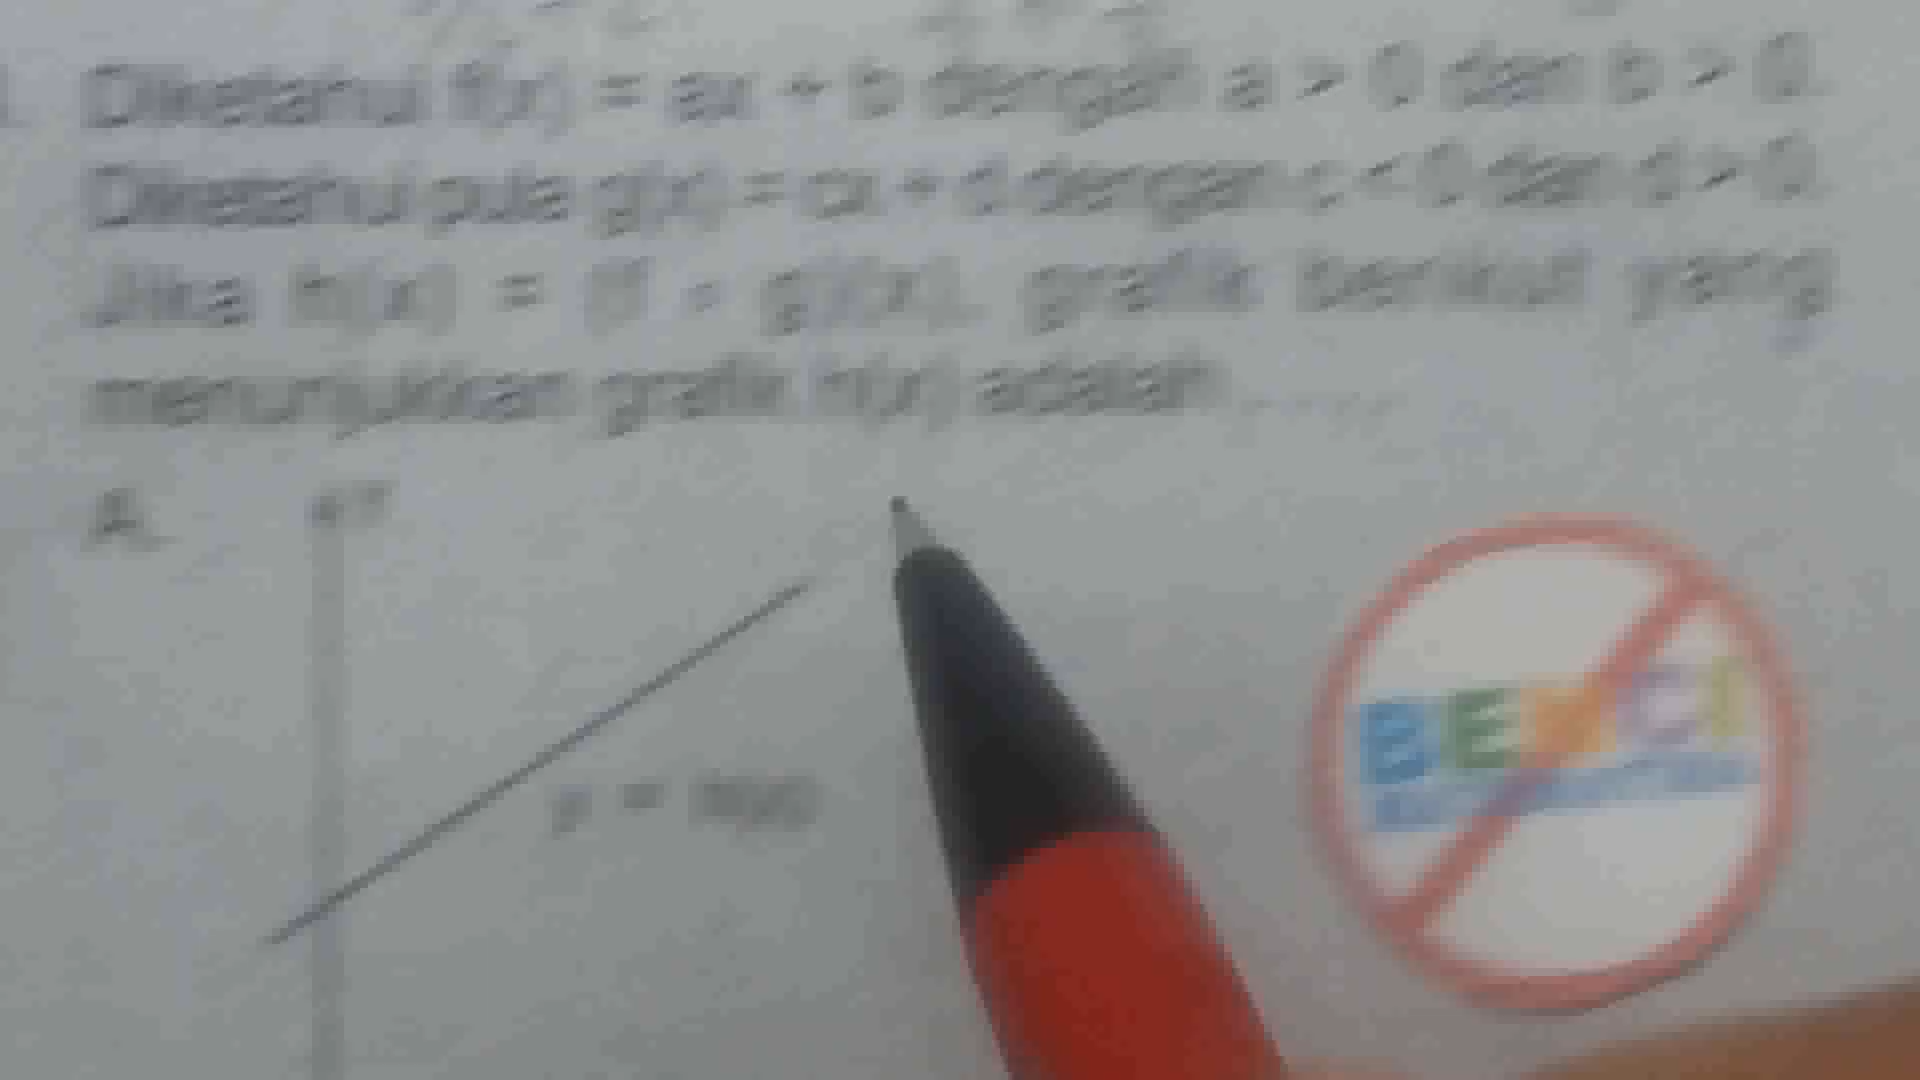 Diketahui f(x) = ax + b dengan a > 0 dan b > 0.
Diketahui pula g(x) = cx + d dengan c < 0 dan d > 0.
Jika h(x) = (f g)(x), grafik berikut yang
menunjukkan grafik h(x) adalah .....
A.
y = h(x)